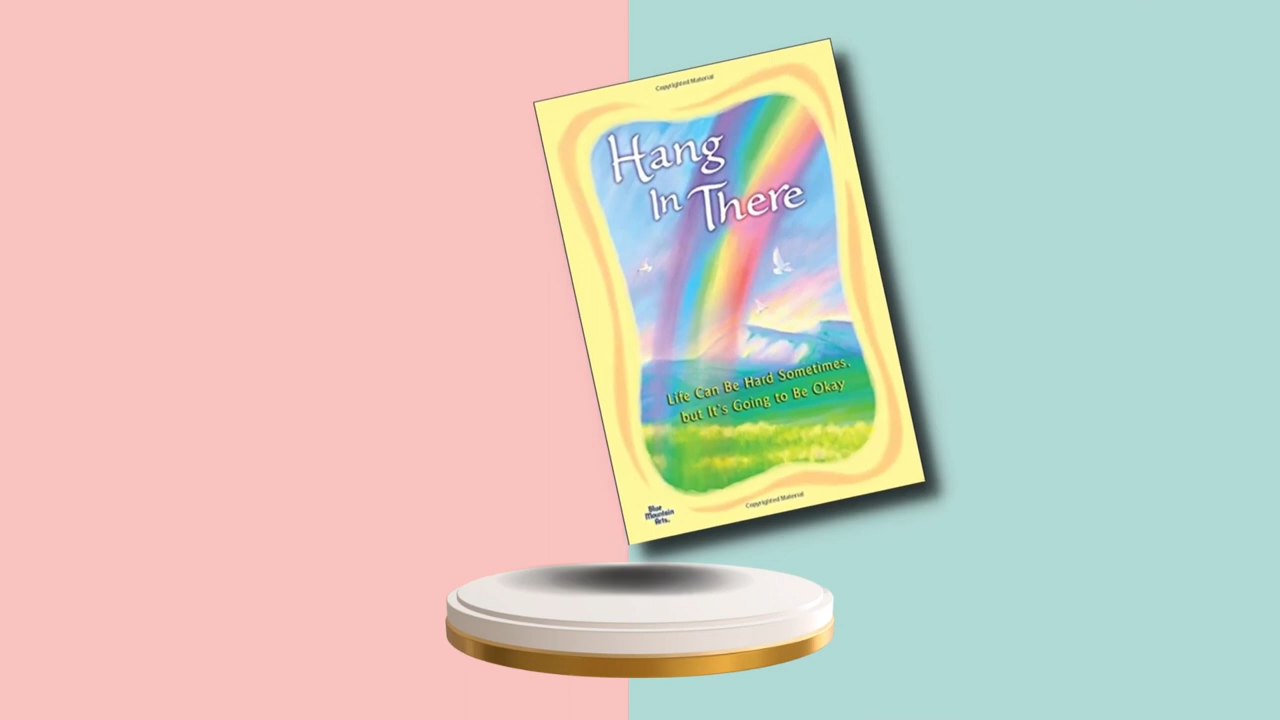 Copyrighted Material
Hang
In There
Life Can Be Hard Sometimes,
but It's Going to Be Okay
Blue
Mountain
Arts.
Copyrighted Material